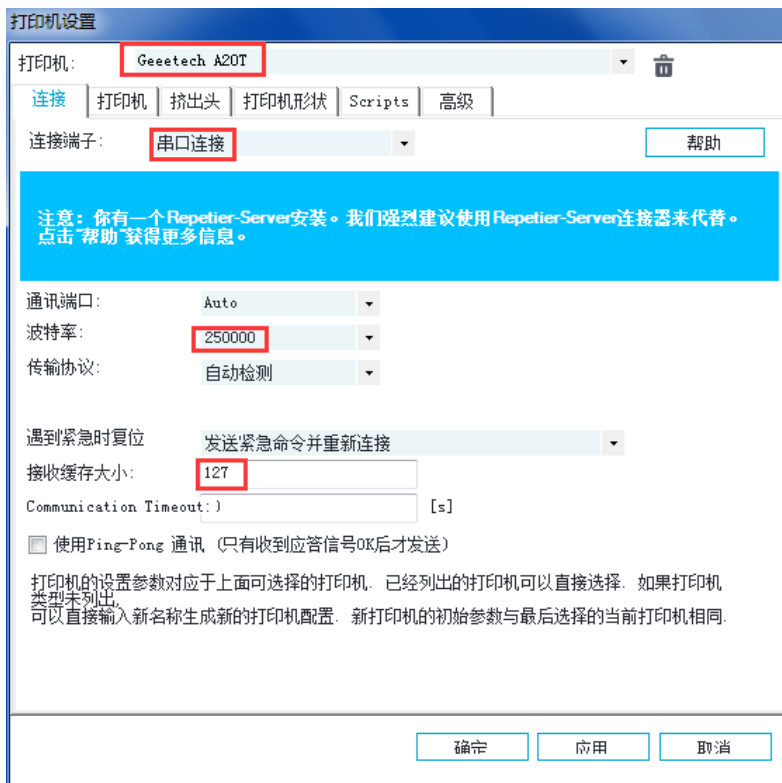 打印机设置
打印机: Geeetech A20T
连接 打印机 挤出头 打印机形状 Scripts 高级
连接端子: 串口连接 帮助
注意：你有一个Repetier-Server安装。我们强烈建议使用Repetier-Server连接器来代替。
点击"帮助"获得更多信息。
通讯端口: Auto
波特率: 250000
传输协议: 自动检测
遇到紧急时复位 发送紧急命令并重新连接
接收缓存大小: 127
Communication Timeout:) [s]
使用Ping-Pong 通讯 (只有收到应答信号OK后才发送)
打印机的设置参数对应于上面可选择的打印机. 已经列出的打印机可以直接选择. 如果打印机
类型未列出,
可以直接输入新名称生成新的打印机配置. 新打印机的初始参数与最后选择的当前打印机相同.
确定 应用 取消